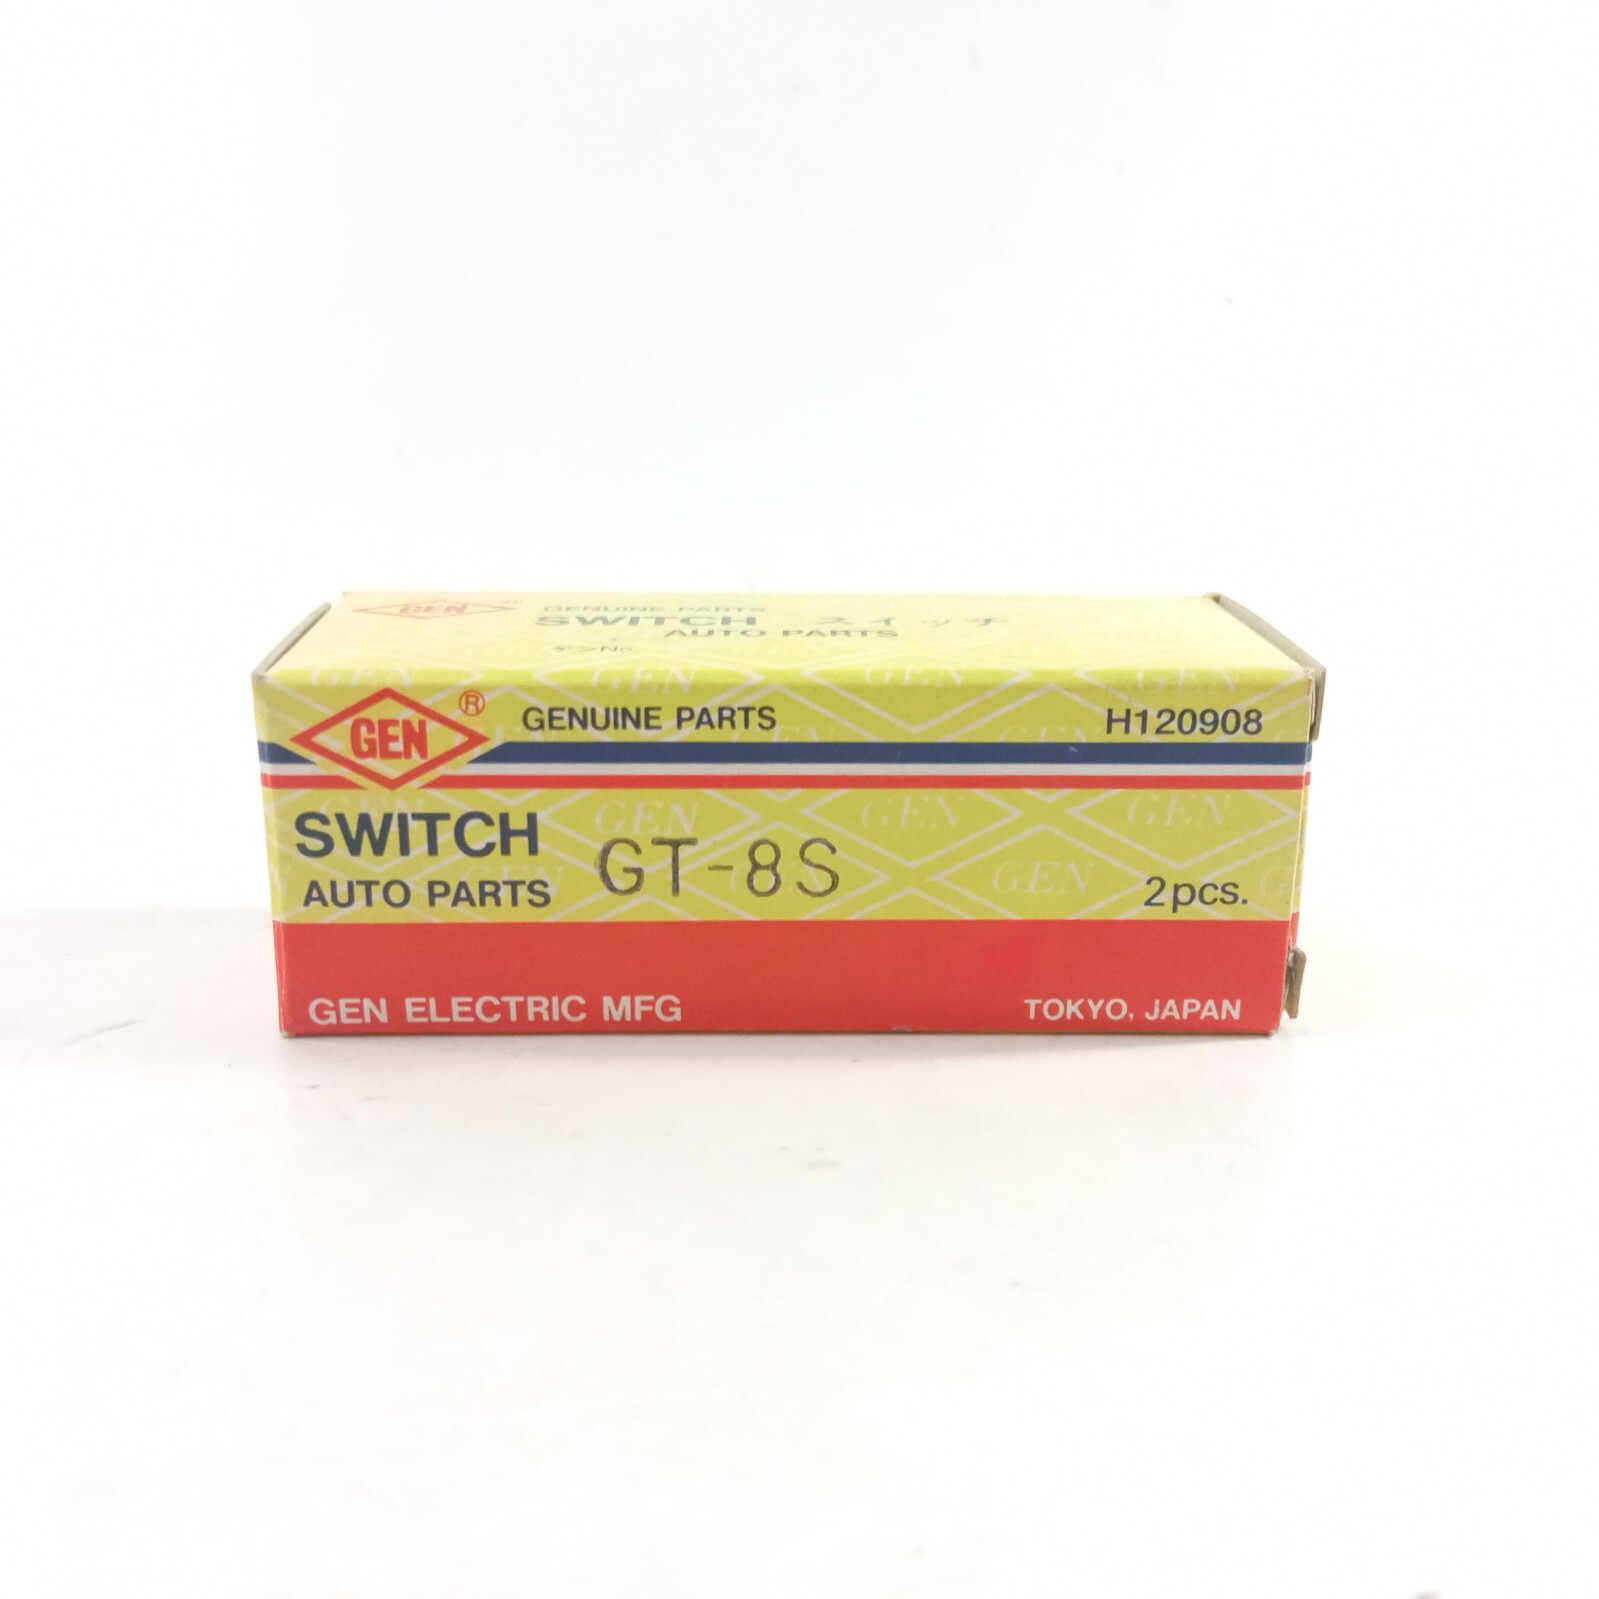 GEN
GENUINE PARTS
SWITCH スイッチ
AUTO PARTS
GEN ®
GENUINE PARTS
H120908
SWITCH
GT-8S
AUTO PARTS
2pcs.
GEN ELECTRIC MFG
TOKYO, JAPAN